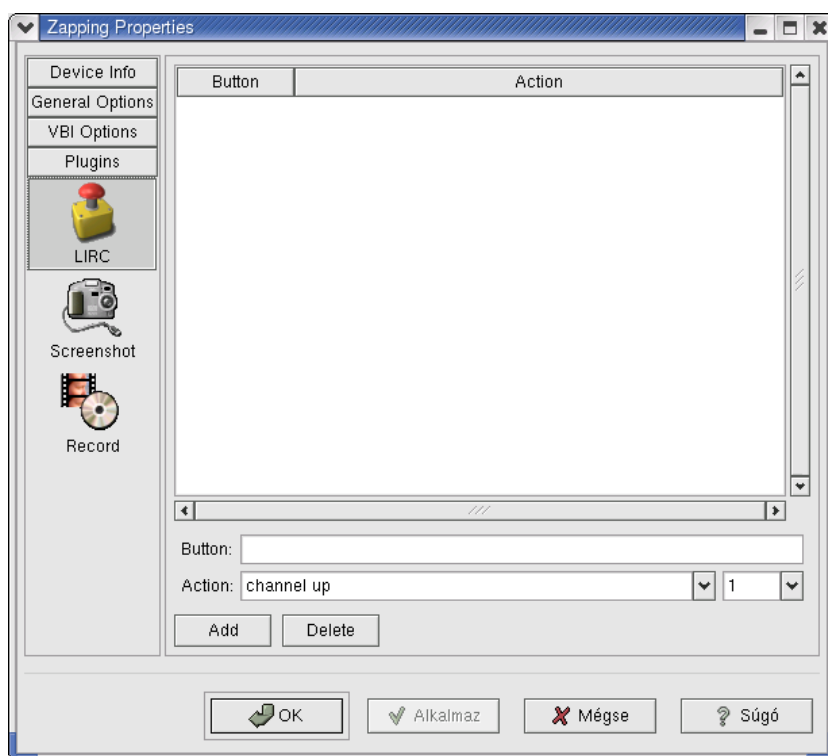 Zapping Properties
Device Info
General Options
VBI Options
Plugins
LIRC
Screenshot
Record
Button Action
Button:
Action: channel up 1
Add Delete
OK Alkalmaz Mégse Súgó